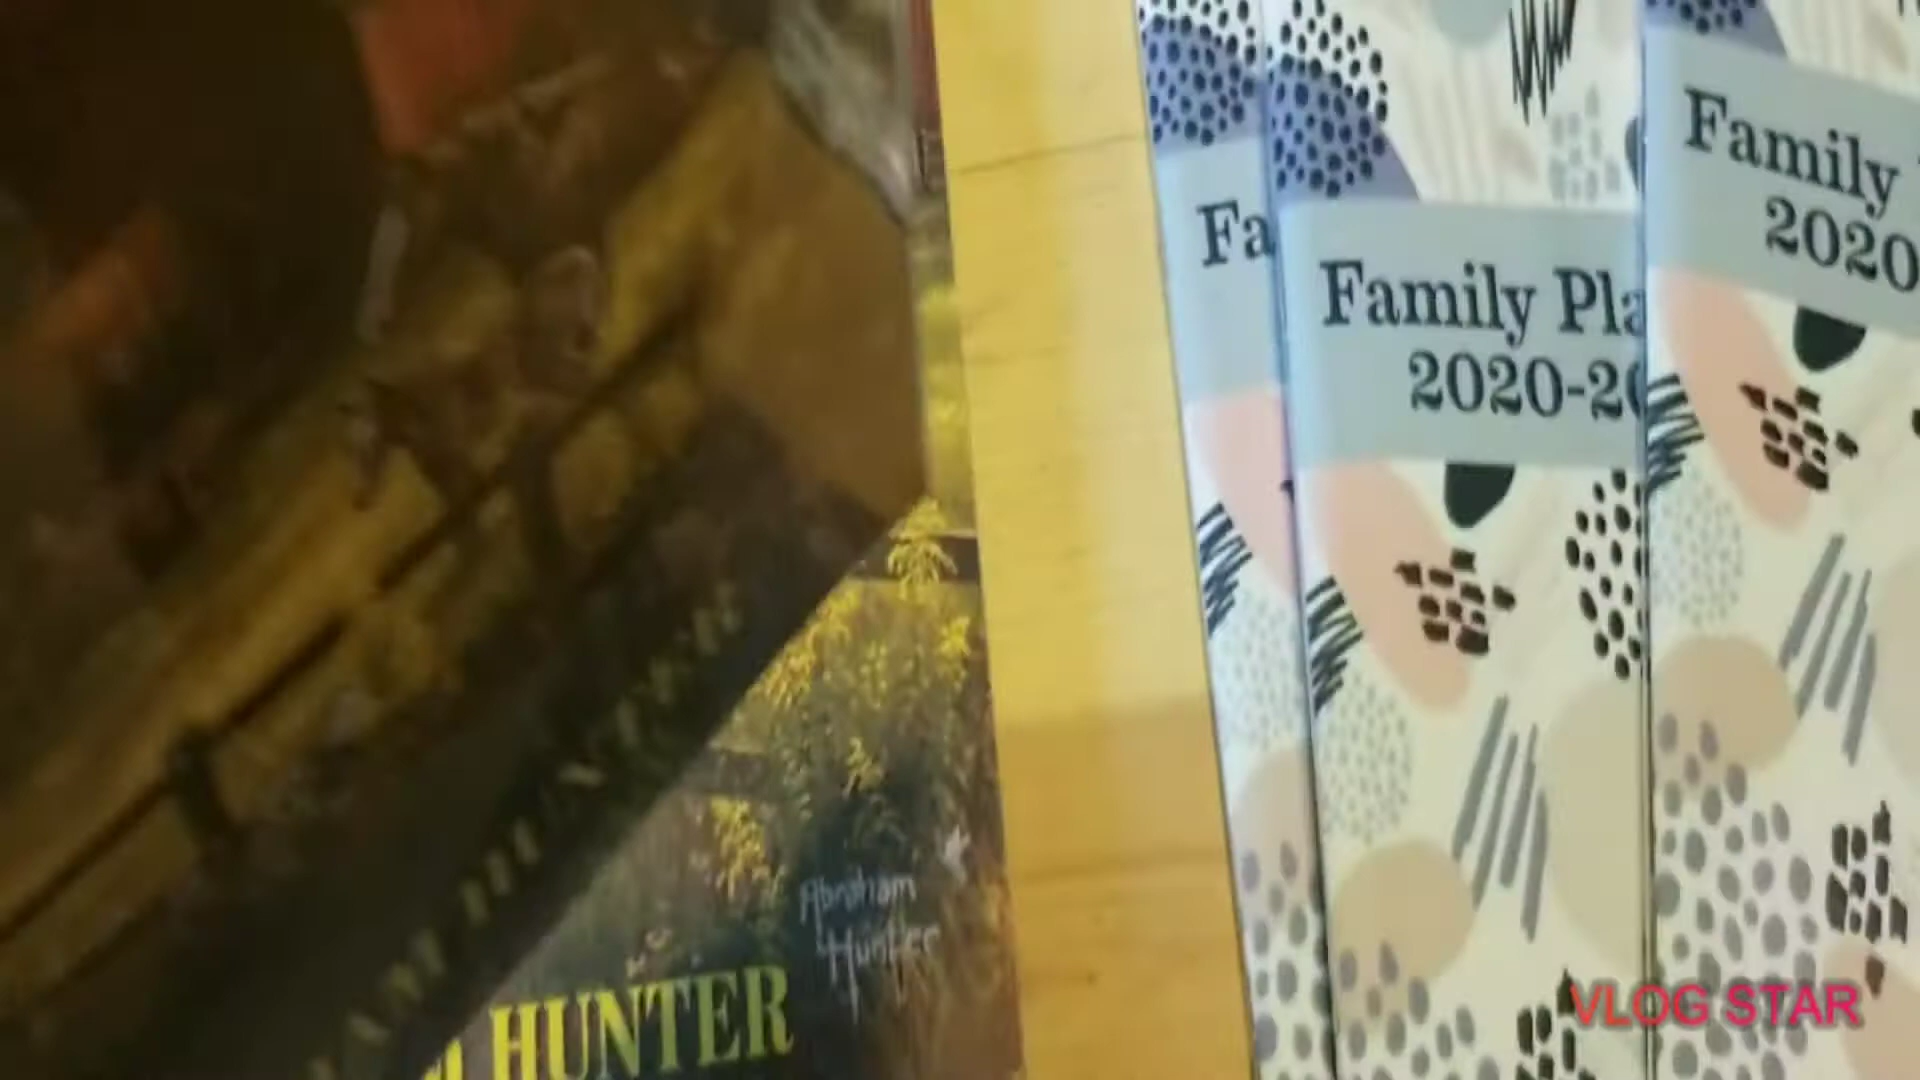 Abraham
Hunter
HUNTER
Fa
Family Pla
2020-20
Family
2020
VLOG STAR